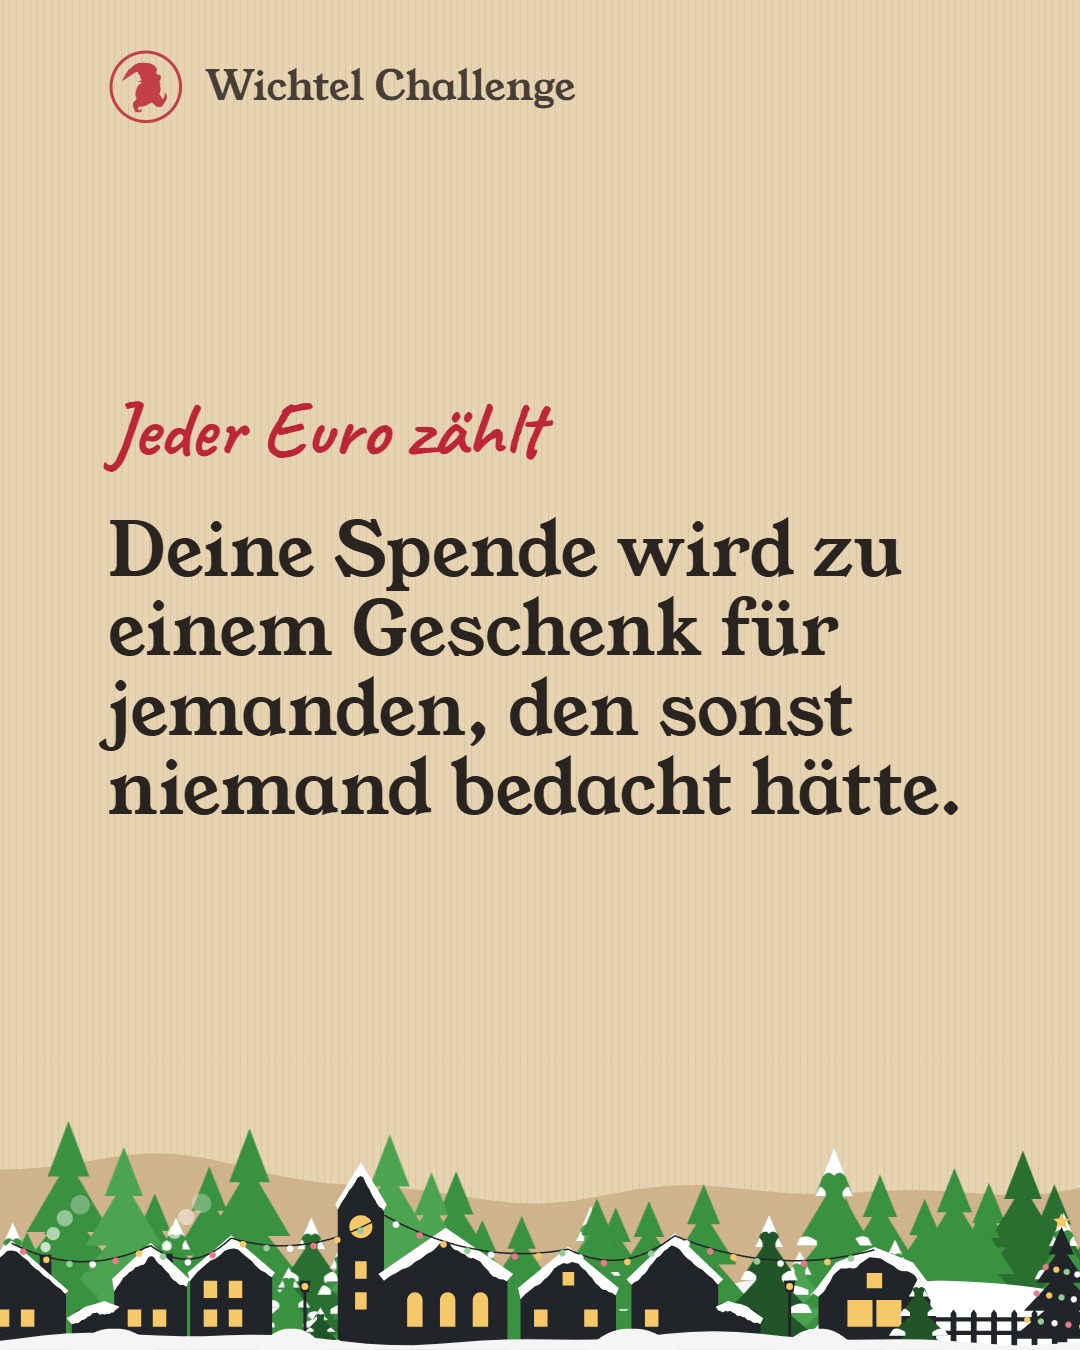 Wichtel Challenge
Jeder Euro zählt
Deine Spende wird zu
einem Geschenk für
jemanden, den sonst
niemand bedacht hätte.